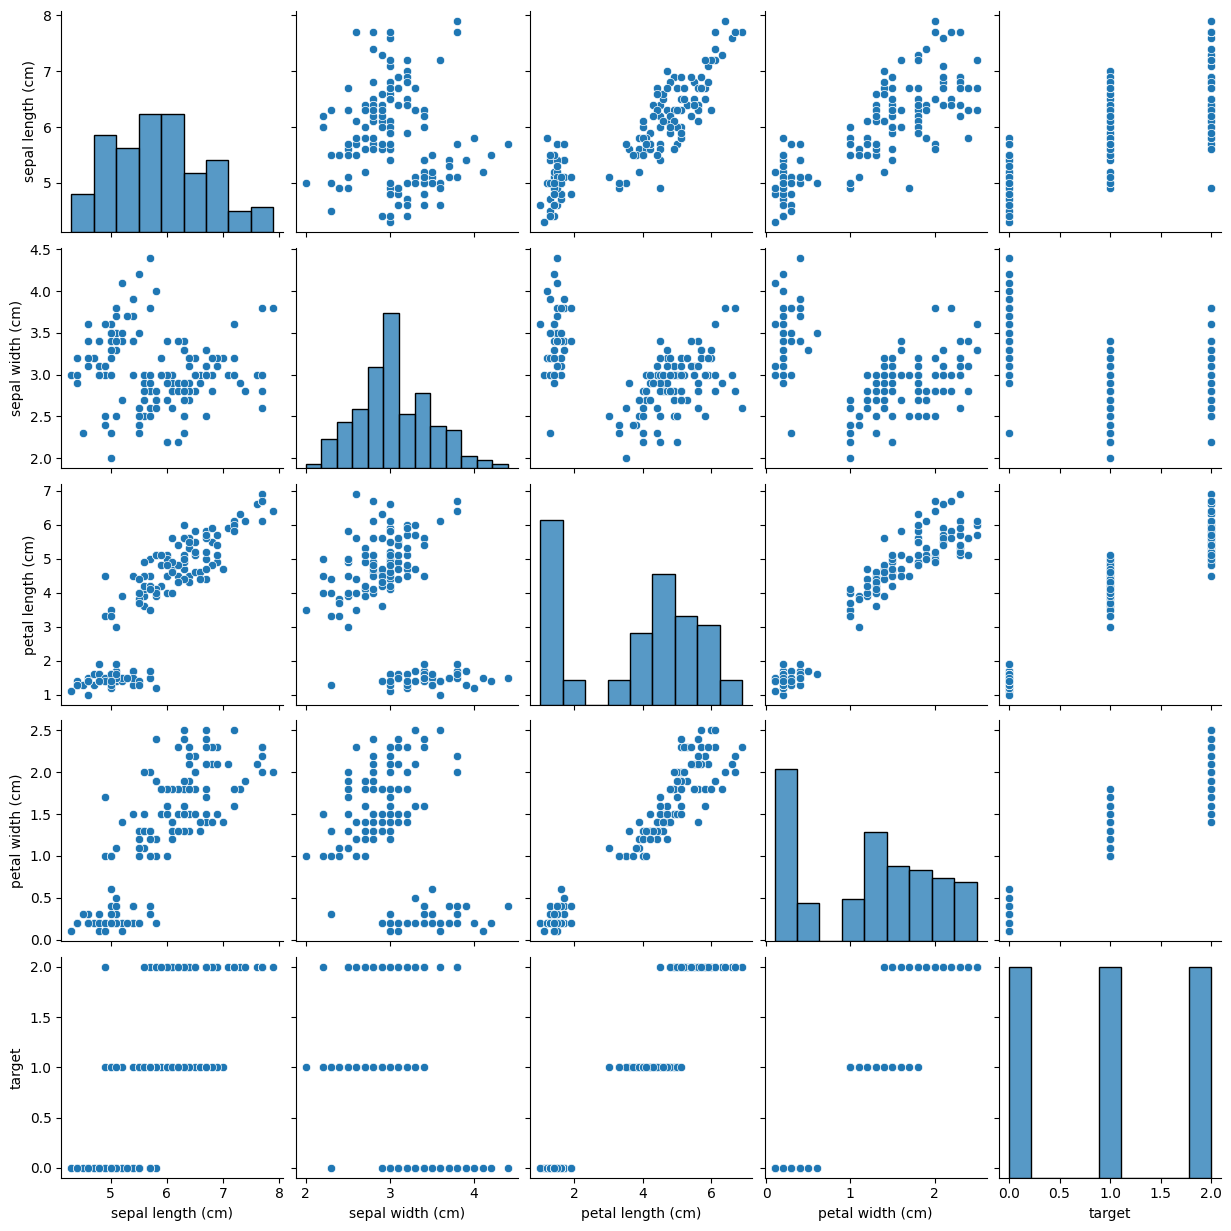 8
7
6
5
sepal length (cm)
4.5
4.0
3.5
3.0
2.5
2.0
sepal width (cm)
7
6
5
4
3
2
1
petal length (cm)
2.5
2.0
1.5
1.0
0.5
0.0
petal width (cm)
2.0
1.5
1.0
0.5
0.0
target
5 6 7 8
2 3 4
2 4 6
0 1 2
0.0 0.5 1.0 1.5 2.0
sepal length (cm)
sepal width (cm)
petal length (cm)
petal width (cm)
target